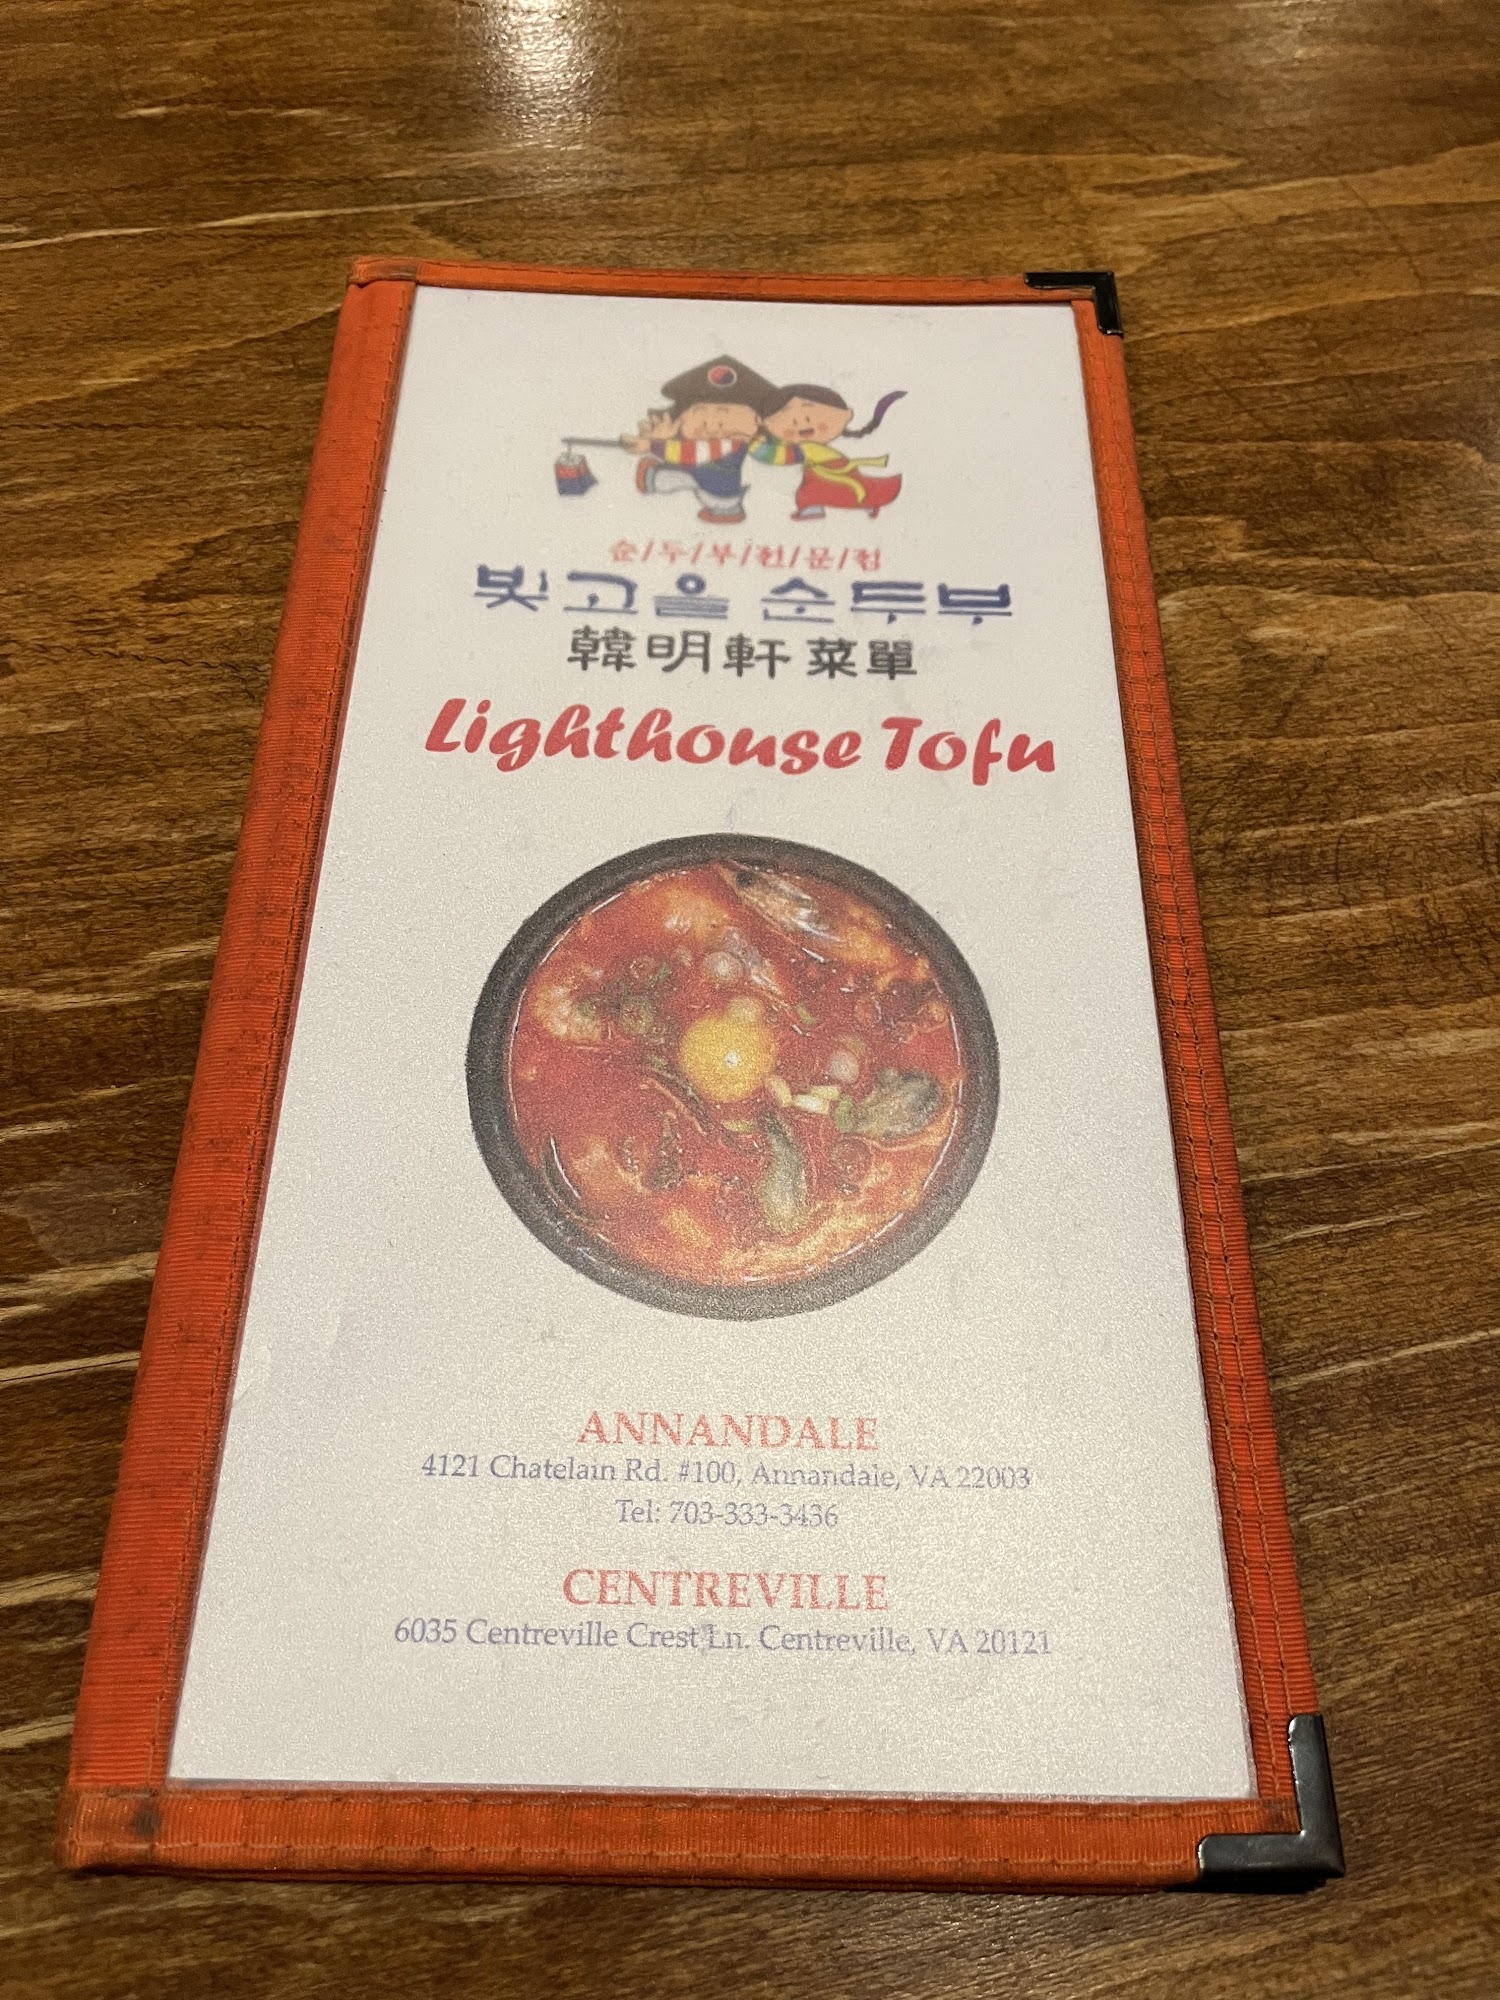 순/두/부/전/문/점
빛고을 순두부
韓明軒 菜單
Lighthouse Tofu
ANNANDALE
4121 Chatelain Rd. #100, Annandale, VA 22003
Tel: 703-333-3436
CENTREVILLE
6035 Centreville Crest Ln. Centreville, VA 20121